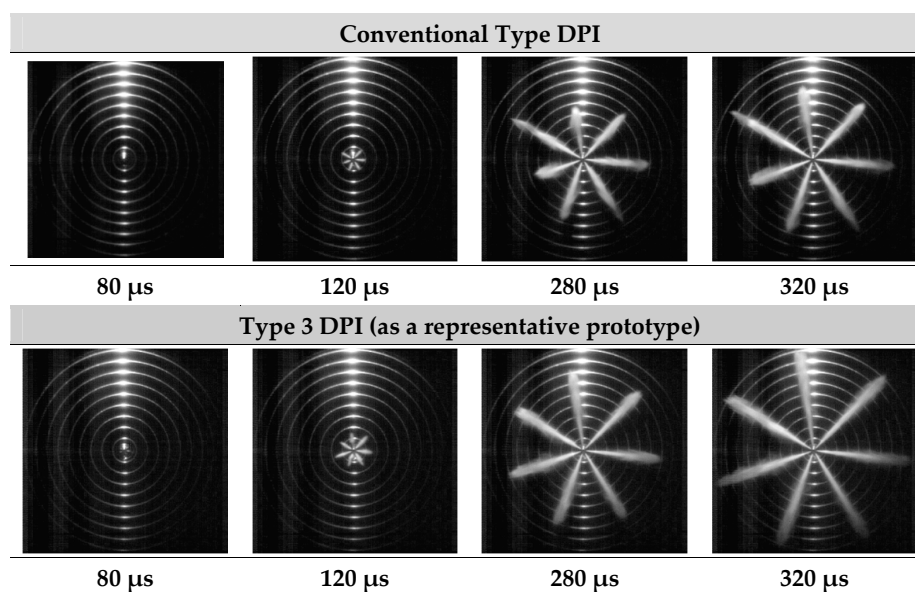 Conventional Type DPI
80 µs 120 µs 280 µs 320 µs
Type 3 DPI (as a representative prototype)
80 µs 120 µs 280 µs 320 µs